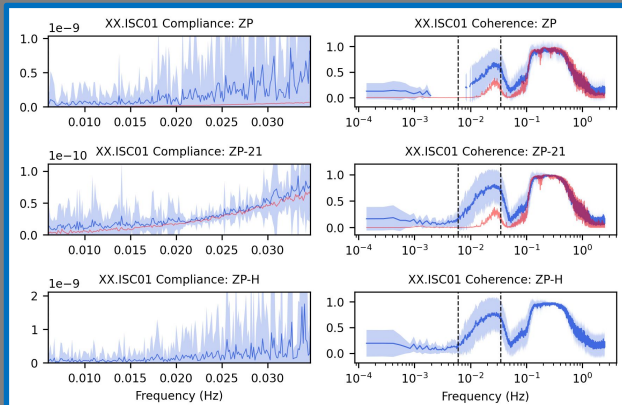 XX.ISC01 Compliance: ZP
1e−9
1.0
0.5
0.0
0.010 0.015 0.020 0.025 0.030
XX.ISC01 Coherence: ZP
1.0
0.5
0.0
10⁻⁴ 10⁻³ 10⁻² 10⁻¹ 10⁰
XX.ISC01 Compliance: ZP-21
1e−10
1.0
0.5
0.0
0.010 0.015 0.020 0.025 0.030
XX.ISC01 Coherence: ZP-21
1.0
0.5
0.0
10⁻⁴ 10⁻³ 10⁻² 10⁻¹ 10⁰
XX.ISC01 Compliance: ZP-H
1e−9
2
1
0
0.010 0.015 0.020 0.025 0.030
Frequency (Hz)
XX.ISC01 Coherence: ZP-H
1.0
0.5
0.0
10⁻⁴ 10⁻³ 10⁻² 10⁻¹ 10⁰
Frequency (Hz)